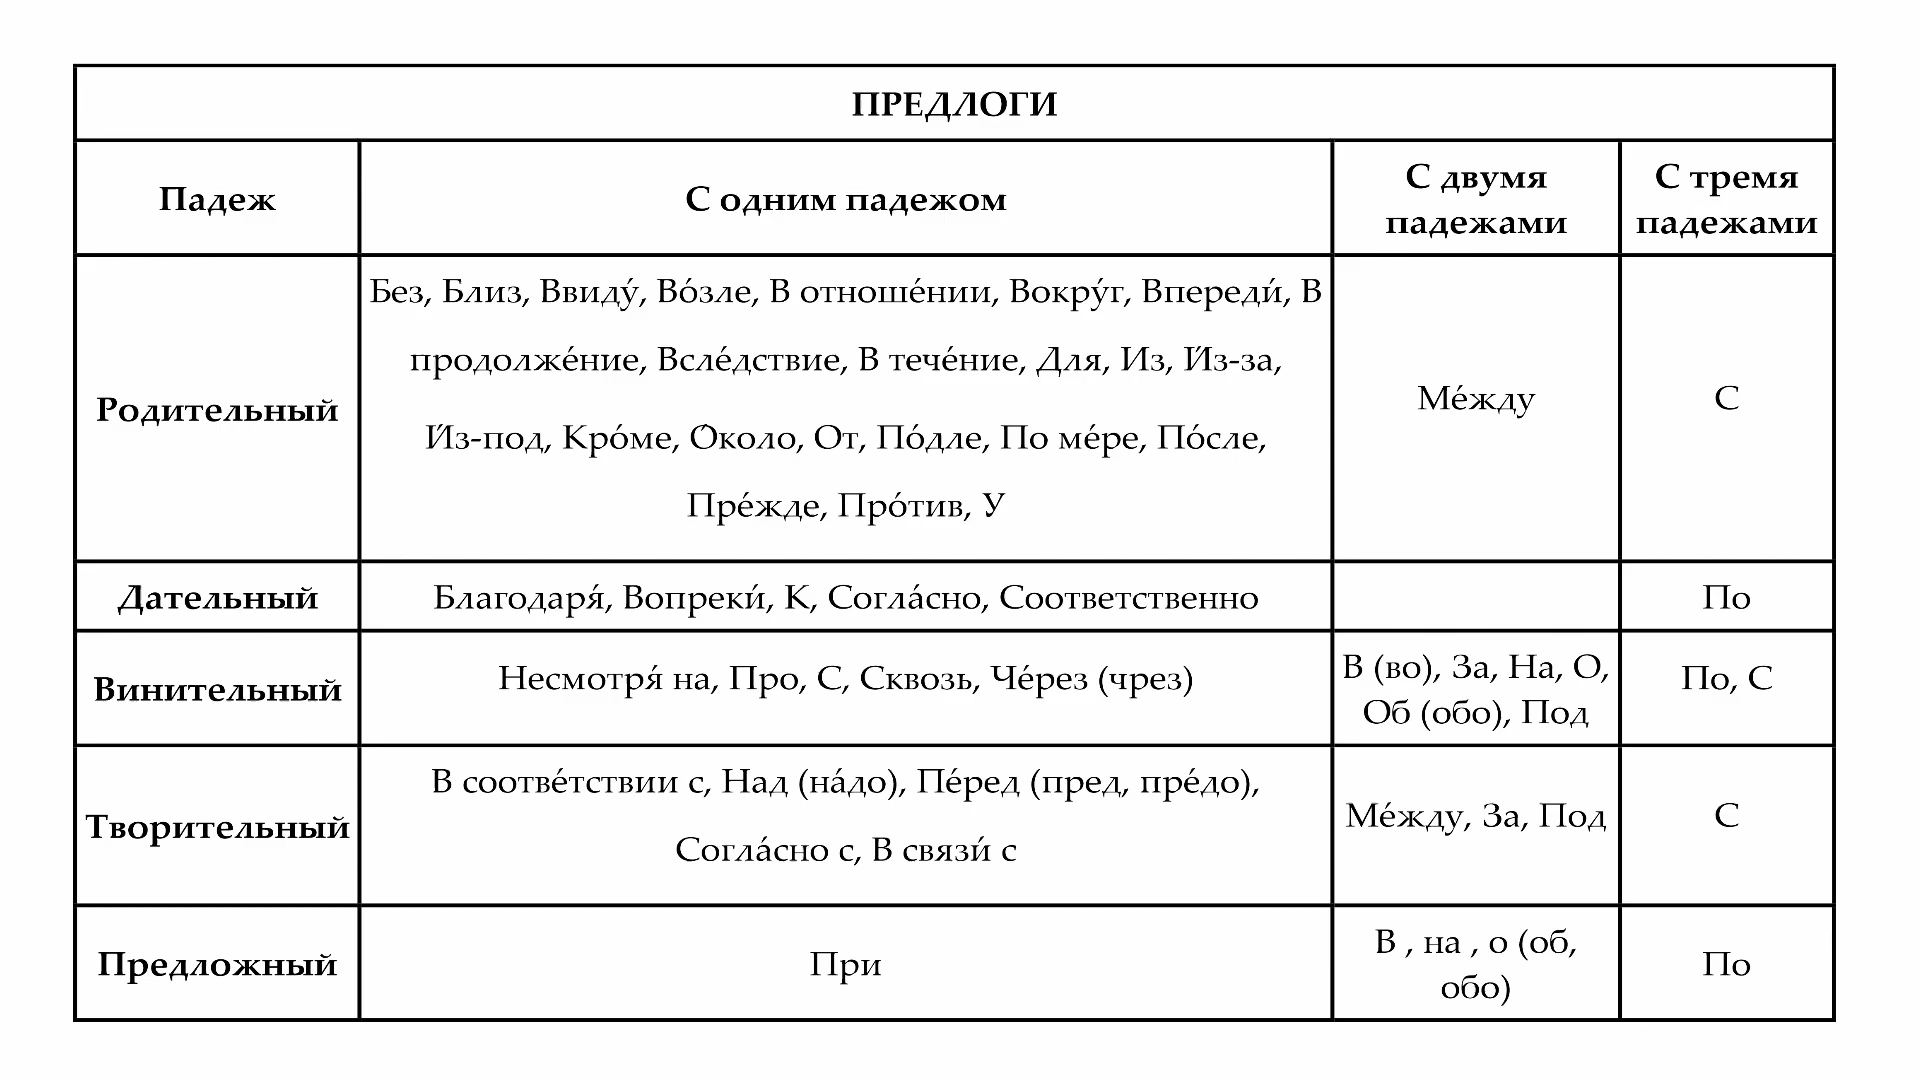 ПРЕДЛОГИ
Падеж
С одним падежом
С двумя
падежами
С тремя
падежами
Родительный
Без, Близ, Ввиду́, Во́зле, В отноше́нии, Вокру́г, Впереди́, В
продолже́ние, Всле́дствие, В тече́ние, Для, Из, И́з-за,
И́з-под, Кро́ме, О́коло, От, По́дле, По ме́ре, По́сле,
Пре́жде, Про́тив, У
Ме́жду
С
Дательный
Благодаря́, Вопреки́, К, Согла́сно, Соответственно
По
Винительный
Несмотря́ на, Про, С, Сквозь, Че́рез (чрез)
В (во), За, На, О,
Об (обо), Под
По, С
Творительный
В соотве́тствии с, Над (на́до), Пе́ред (пред, пре́до),
Согла́сно с, В связи́ с
Ме́жду, За, Под
С
Предложный
При
В , на , о (об,
обо)
По